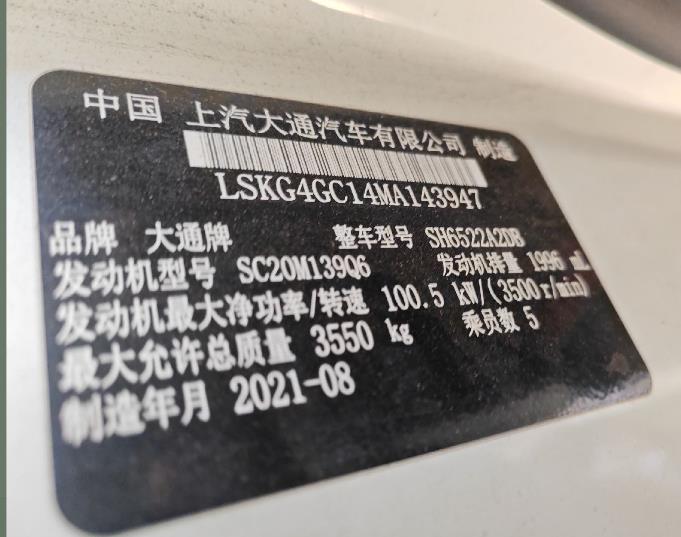 中国 上汽大通汽车有限公司 制造
LSKG4GC14MA143947
品牌 大通牌 整车型号 SH6522A2DB
发动机型号 SC20M139Q6 发动机排量 1996 mL
发动机最大净功率/转速 100.5 kW/(3500r/min)
最大允许总质量 3550 kg 乘员数 5
制造年月 2021-08